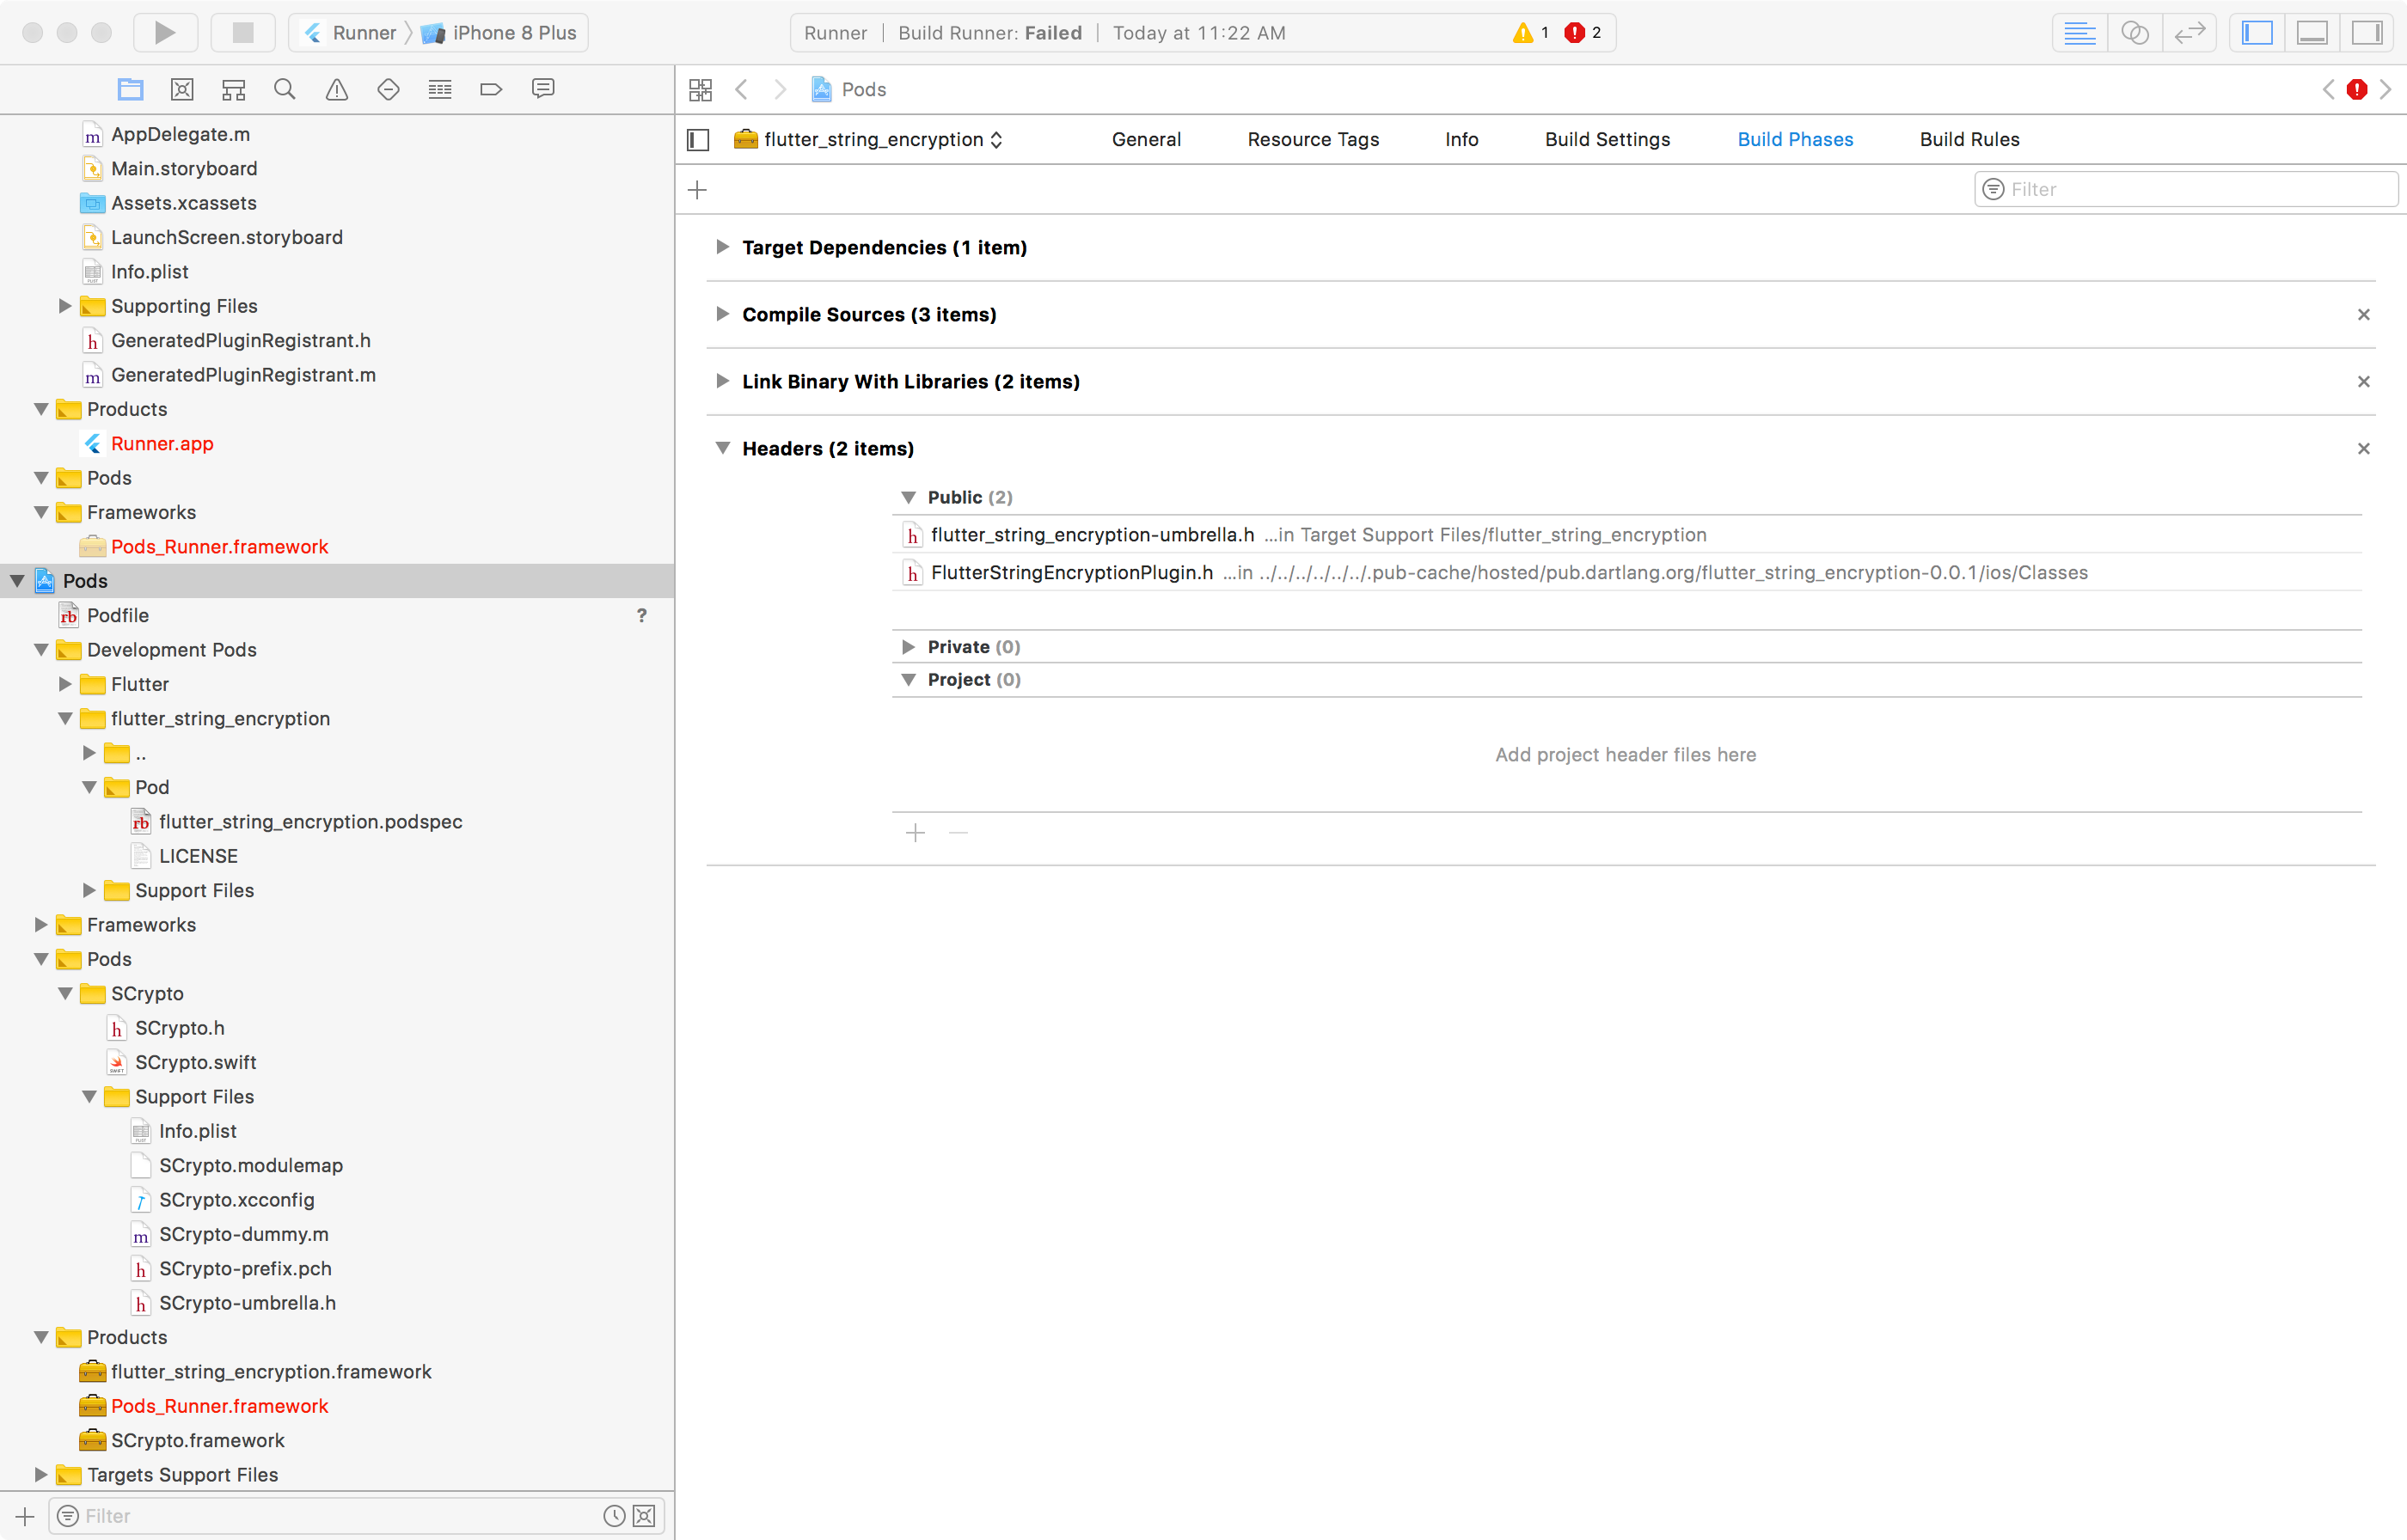 Runner iPhone 8 Plus
Runner | Build Runner: Failed | Today at 11:22 AM
1 2
Pods
flutter_string_encryption General Resource Tags Info Build Settings Build Phases Build Rules
Filter
AppDelegate.m
Main.storyboard
Assets.xcassets
LaunchScreen.storyboard
Info.plist
Supporting Files
GeneratedPluginRegistrant.h
GeneratedPluginRegistrant.m
Products
Runner.app
Pods
Frameworks
Pods_Runner.framework
Pods
Podfile ?
Development Pods
Flutter
flutter_string_encryption
..
Pod
flutter_string_encryption.podspec
LICENSE
Support Files
Frameworks
Pods
SCrypto
SCrypto.h
SCrypto.swift
Support Files
Info.plist
SCrypto.modulemap
SCrypto.xcconfig
SCrypto-dummy.m
SCrypto-prefix.pch
SCrypto-umbrella.h
Products
flutter_string_encryption.framework
Pods_Runner.framework
SCrypto.framework
Targets Support Files
Filter
Target Dependencies (1 item)
Compile Sources (3 items)
Link Binary With Libraries (2 items)
Headers (2 items)
Public (2)
flutter_string_encryption-umbrella.h ...in Target Support Files/flutter_string_encryption
FlutterStringEncryptionPlugin.h ...in ../../../../../../.pub-cache/hosted/pub.dartlang.org/flutter_string_encryption-0.0.1/ios/Classes
Private (0)
Project (0)
Add project header files here